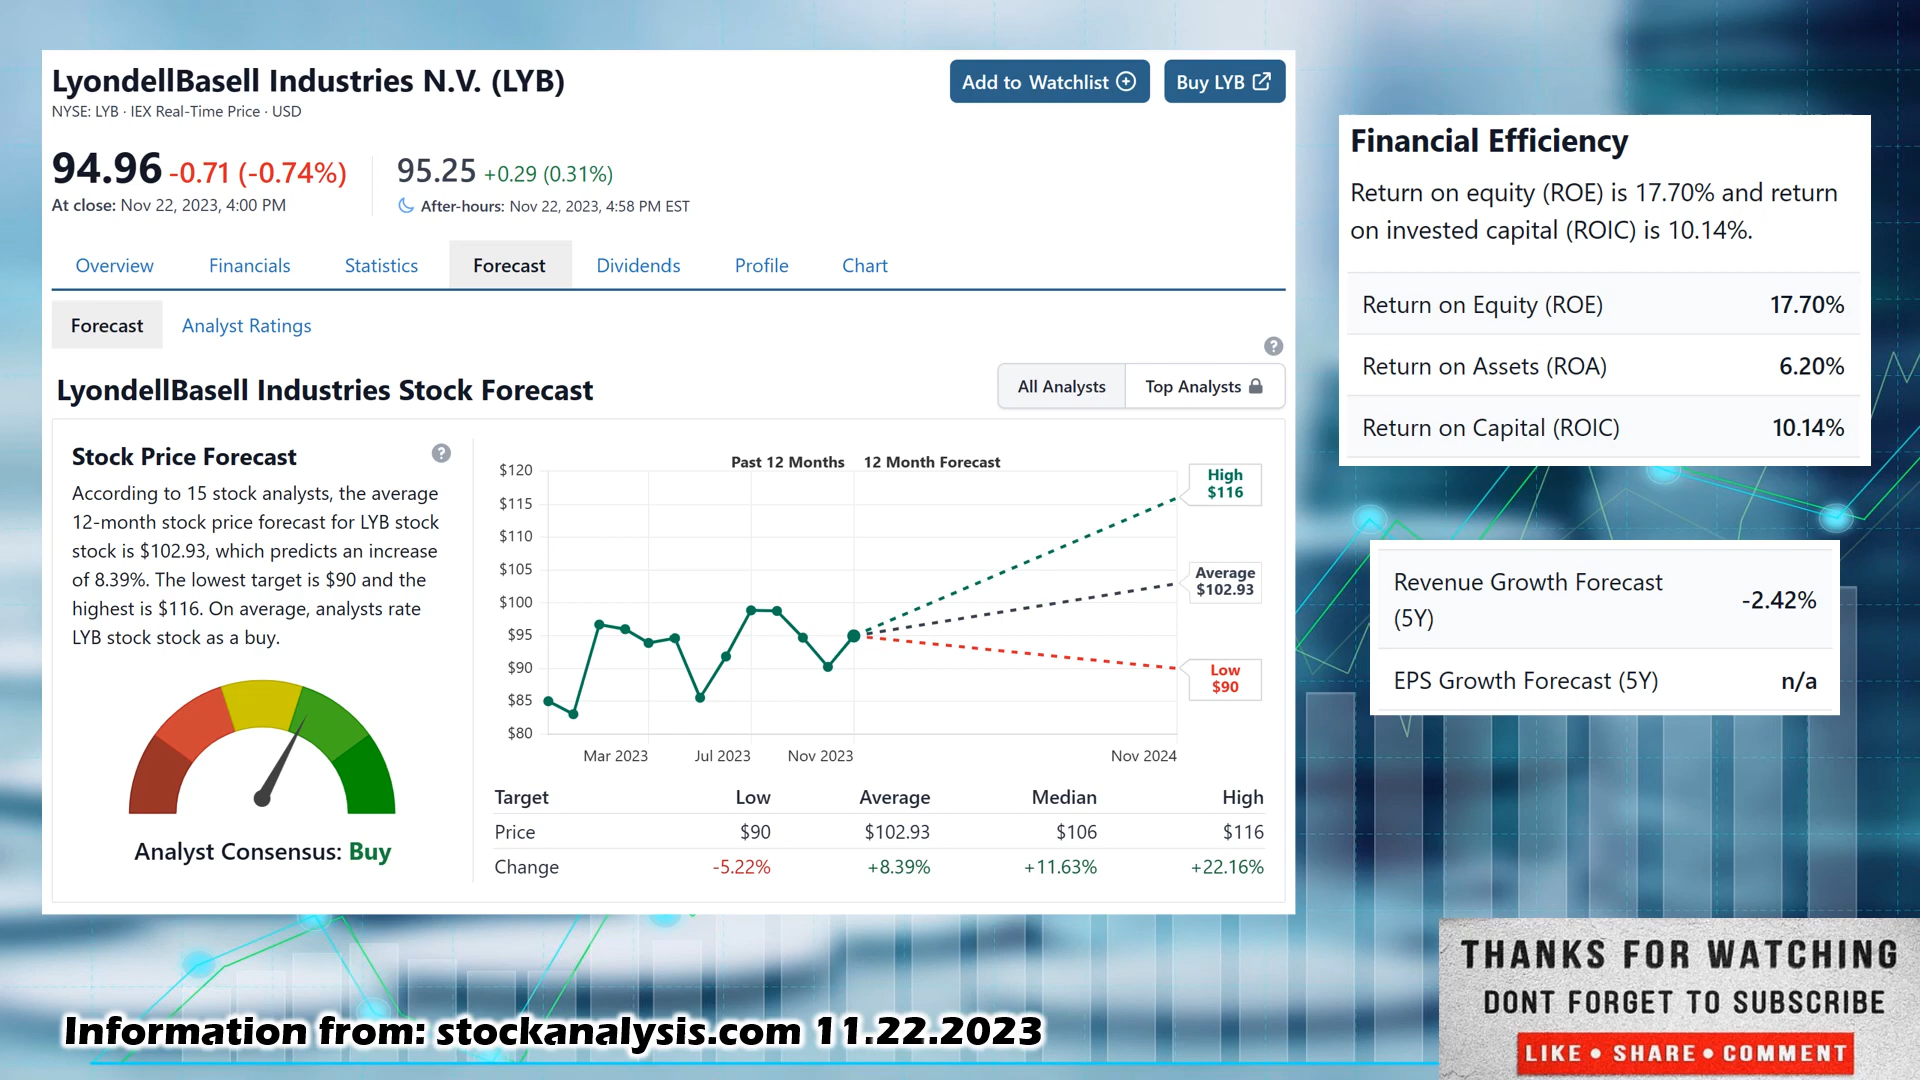 LyondellBasell Industries N.V. (LYB)
NYSE: LYB · IEX Real-Time Price · USD
Add to Watchlist
Buy LYB
94.96 -0.71 (-0.74%)
At close: Nov 22, 2023, 4:00 PM
95.25 +0.29 (0.31%)
After-hours: Nov 22, 2023, 4:58 PM EST
Overview Financials Statistics Forecast Dividends Profile Chart
Forecast Analyst Ratings
?
LyondellBasell Industries Stock Forecast
All Analysts Top Analysts
Stock Price Forecast ?
According to 15 stock analysts, the average
12-month stock price forecast for LYB stock
stock is $102.93, which predicts an increase
of 8.39%. The lowest target is $90 and the
highest is $116. On average, analysts rate
LYB stock stock as a buy.
Analyst Consensus: Buy
Past 12 Months 12 Month Forecast
$120
$115
$110
$105
$100
$95
$90
$85
$80
High
$116
Average
$102.93
Low
$90
Mar 2023 Jul 2023 Nov 2023 Nov 2024
Target Low Average Median High
Price $90 $102.93 $106 $116
Change -5.22% +8.39% +11.63% +22.16%
Financial Efficiency
Return on equity (ROE) is 17.70% and return
on invested capital (ROIC) is 10.14%.
Return on Equity (ROE) 17.70%
Return on Assets (ROA) 6.20%
Return on Capital (ROIC) 10.14%
Revenue Growth Forecast
(5Y) -2.42%
EPS Growth Forecast (5Y) n/a
Information from: stockanalysis.com 11.22.2023
THANKS FOR WATCHING
DONT FORGET TO SUBSCRIBE
LIKE • SHARE • COMMENT